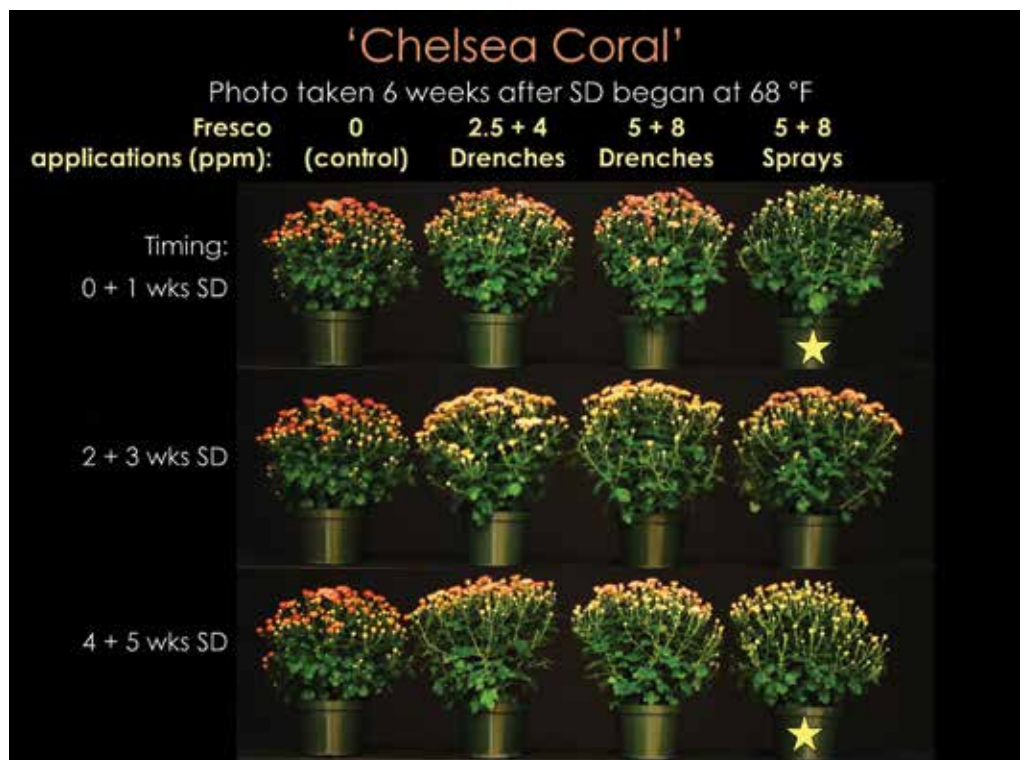 ‘Chelsea Coral’
Photo taken 6 weeks after SD began at 68 °F
Fresco applications (ppm):
0 (control)
2.5 + 4 Drenches
5 + 8 Drenches
5 + 8 Sprays
Timing:
0 + 1 wks SD
2 + 3 wks SD
4 + 5 wks SD